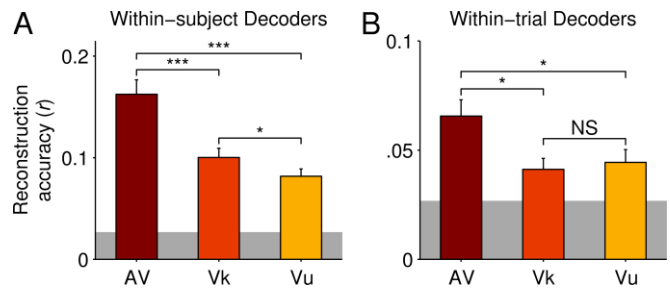 A
Within−subject Decoders
Reconstruction
accuracy (r)
0.2
0.1
0
***
***
*
AV
Vk
Vu
B
Within−trial Decoders
0.1
.05
0
*
*
NS
AV
Vk
Vu